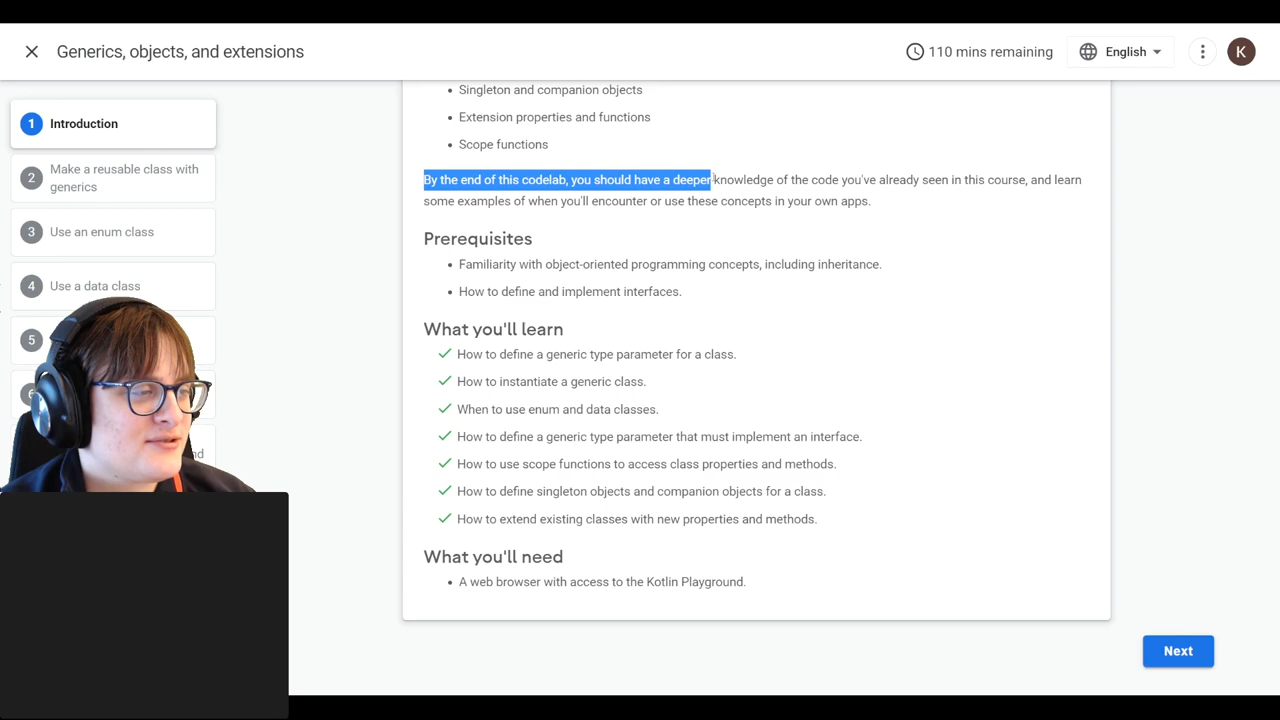 Generics, objects, and extensions
110 mins remaining
English
K
1 Introduction
2 Make a reusable class with
generics
3 Use an enum class
4 Use a data class
5
nd
• Singleton and companion objects
• Extension properties and functions
• Scope functions
By the end of this codelab, you should have a deeper knowledge of the code you've already seen in this course, and learn
some examples of when you'll encounter or use these concepts in your own apps.
Prerequisites
• Familiarity with object-oriented programming concepts, including inheritance.
• How to define and implement interfaces.
What you'll learn
How to define a generic type parameter for a class.
How to instantiate a generic class.
When to use enum and data classes.
How to define a generic type parameter that must implement an interface.
How to use scope functions to access class properties and methods.
How to define singleton objects and companion objects for a class.
How to extend existing classes with new properties and methods.
What you'll need
• A web browser with access to the Kotlin Playground.
Next